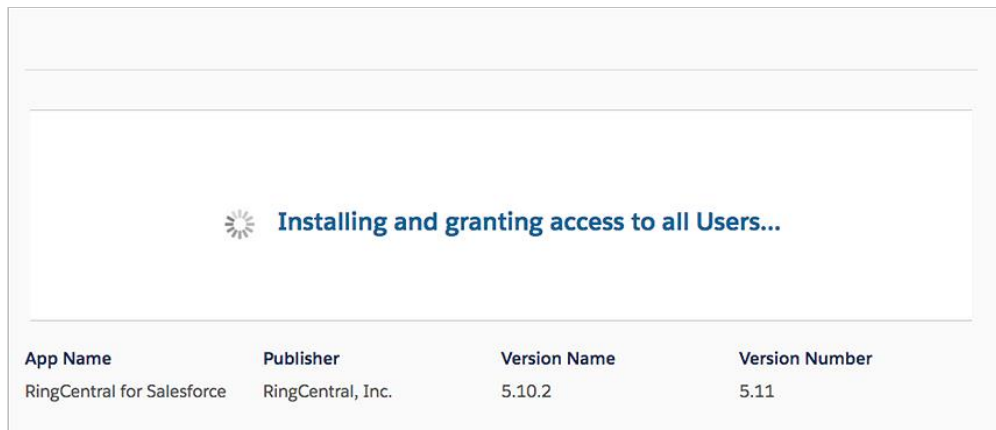 Installing and granting access to all Users...
App Name Publisher Version Name Version Number
RingCentral for Salesforce RingCentral, Inc. 5.10.2 5.11